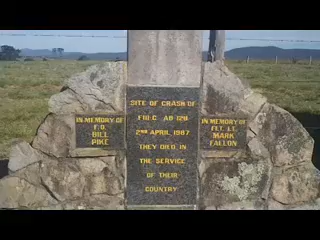 IN MEMORY OF
F.O.
BILL
PIKE
SITE OF CRASH OF
F111 C A8 128
2ND APRIL 1987
THEY DIED IN
THE SERVICE
OF THEIR
COUNTRY
IN MEMORY OF
FLT. LT.
MARK
FALLON